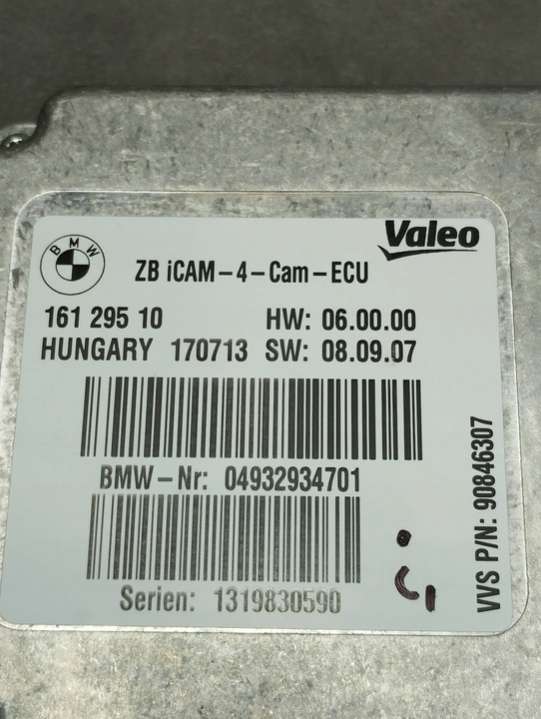 BMW
Valeo
ZB iCAM-4-Cam-ECU
161 295 10 HW: 06.00.00
HUNGARY 170713 SW: 08.09.07
BMW-Nr: 04932934701
Serien: 1319830590
VVS P/N: 90846307